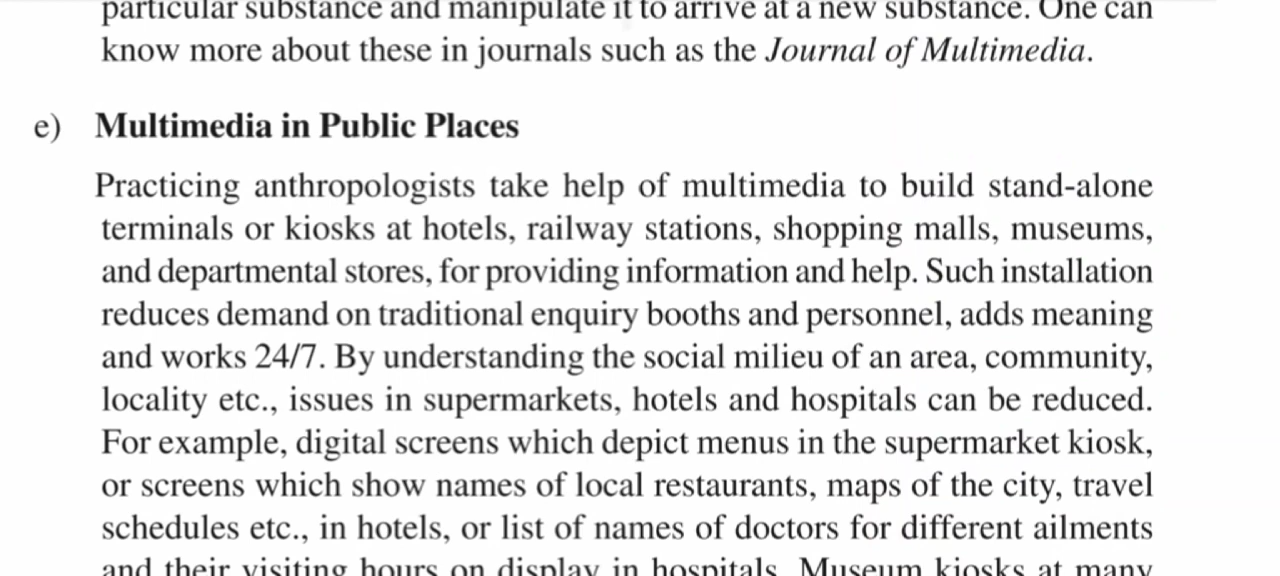 particular substance and manipulate it to arrive at a new substance. One can
know more about these in journals such as the Journal of Multimedia.
e) Multimedia in Public Places
Practicing anthropologists take help of multimedia to build stand-alone
terminals or kiosks at hotels, railway stations, shopping malls, museums,
and departmental stores, for providing information and help. Such installation
reduces demand on traditional enquiry booths and personnel, adds meaning
and works 24/7. By understanding the social milieu of an area, community,
locality etc., issues in supermarkets, hotels and hospitals can be reduced.
For example, digital screens which depict menus in the supermarket kiosk,
or screens which show names of local restaurants, maps of the city, travel
schedules etc., in hotels, or list of names of doctors for different ailments
and their visiting hours on display in hospitals. Museum kiosks at many